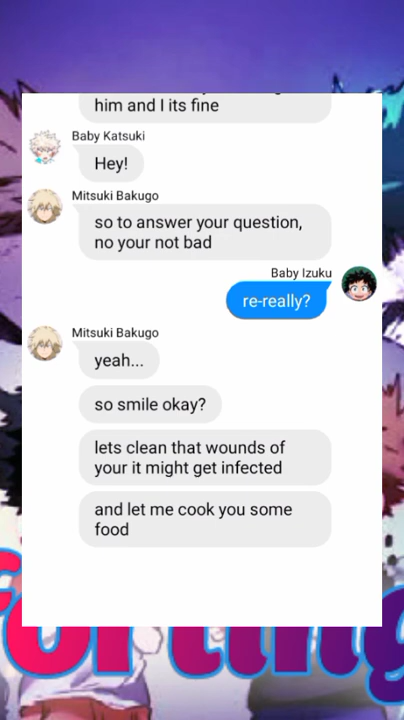 him and I its fine
Baby Katsuki
Hey!
Mitsuki Bakugo
so to answer your question,
no your not bad
Baby Izuku
re-really?
Mitsuki Bakugo
yeah...
so smile okay?
lets clean that wounds of
your it might get infected
and let me cook you some
food